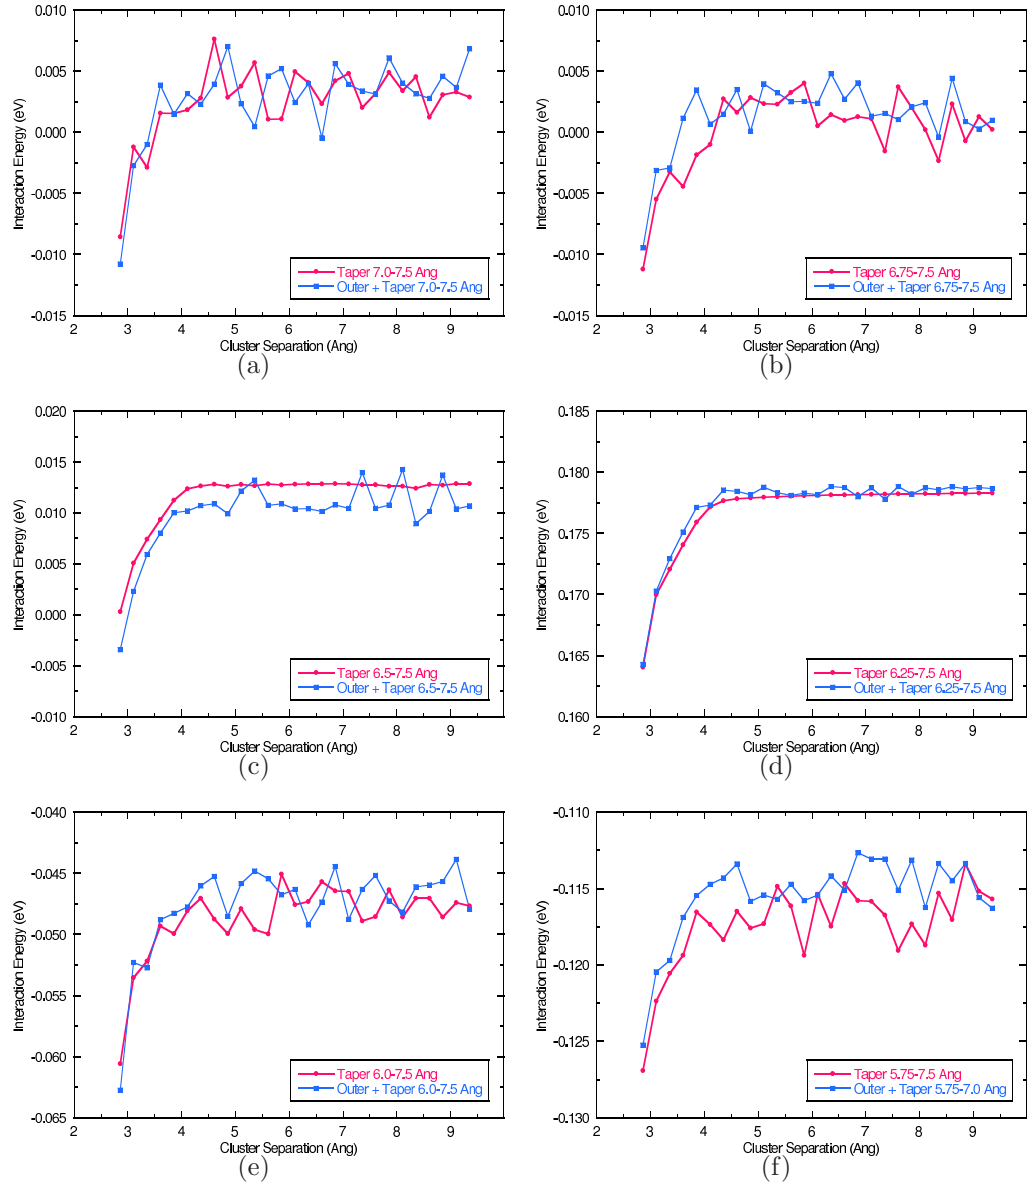 0.010
0.005
0.000
-0.005
-0.010
-0.015
Interaction Energy (eV)
Taper 7.0-7.5 Ang
Outer + Taper 7.0-7.5 Ang
2 3 4 5 6 7 8 9
Cluster Separation (Ang)
(a)
0.010
0.005
0.000
-0.005
-0.010
-0.015
Interaction Energy (eV)
Taper 6.75-7.5 Ang
Outer + Taper 6.75-7.5 Ang
2 3 4 5 6 7 8 9
Cluster Separation (Ang)
(b)
0.020
0.015
0.010
0.005
0.000
-0.005
-0.010
Interaction Energy (eV)
Taper 6.5-7.5 Ang
Outer + Taper 6.5-7.5 Ang
2 3 4 5 6 7 8 9
Cluster Separation (Ang)
(c)
0.185
0.180
0.175
0.170
0.165
0.160
Interaction Energy (eV)
Taper 6.25-7.5 Ang
Outer + Taper 6.25-7.5 Ang
2 3 4 5 6 7 8 9
Cluster Separation (Ang)
(d)
-0.040
-0.045
-0.050
-0.055
-0.060
-0.065
Interaction Energy (eV)
Taper 6.0-7.5 Ang
Outer + Taper 6.0-7.5 Ang
2 3 4 5 6 7 8 9
Cluster Separation (Ang)
(e)
-0.110
-0.115
-0.120
-0.125
-0.130
Interaction Energy (eV)
Taper 5.75-7.5 Ang
Outer + Taper 5.75-7.0 Ang
2 3 4 5 6 7 8 9
Cluster Separation (Ang)
(f)